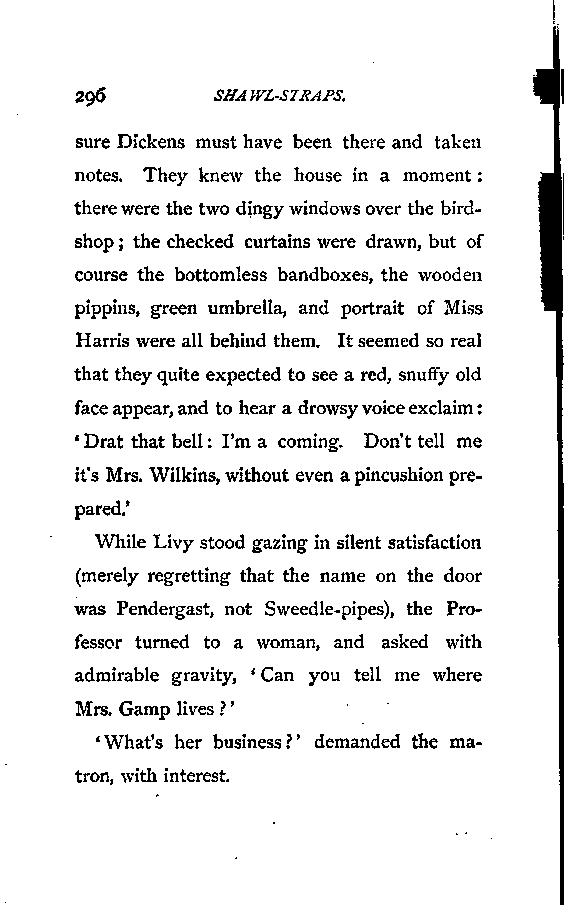 296 SHAWL-STRAPS.
sure Dickens must have been there and taken
notes. They knew the house in a moment :
there were the two dingy windows over the bird-
shop ; the checked curtains were drawn, but of
course the bottomless bandboxes, the wooden
pippins, green umbrella, and portrait of Miss
Harris were all behind them. It seemed so real
that they quite expected to see a red, snuffy old
face appear, and to hear a drowsy voice exclaim :
‘ Drat that bell : I'm a coming. Don't tell me
it's Mrs. Wilkins, without even a pincushion pre-
pared.’
While Livy stood gazing in silent satisfaction
(merely regretting that the name on the door
was Pendergast, not Sweedle-pipes), the Pro-
fessor turned to a woman, and asked with
admirable gravity, ‘ Can you tell me where
Mrs. Gamp lives ? ’
‘ What's her business ? ’ demanded the ma-
tron, with interest.